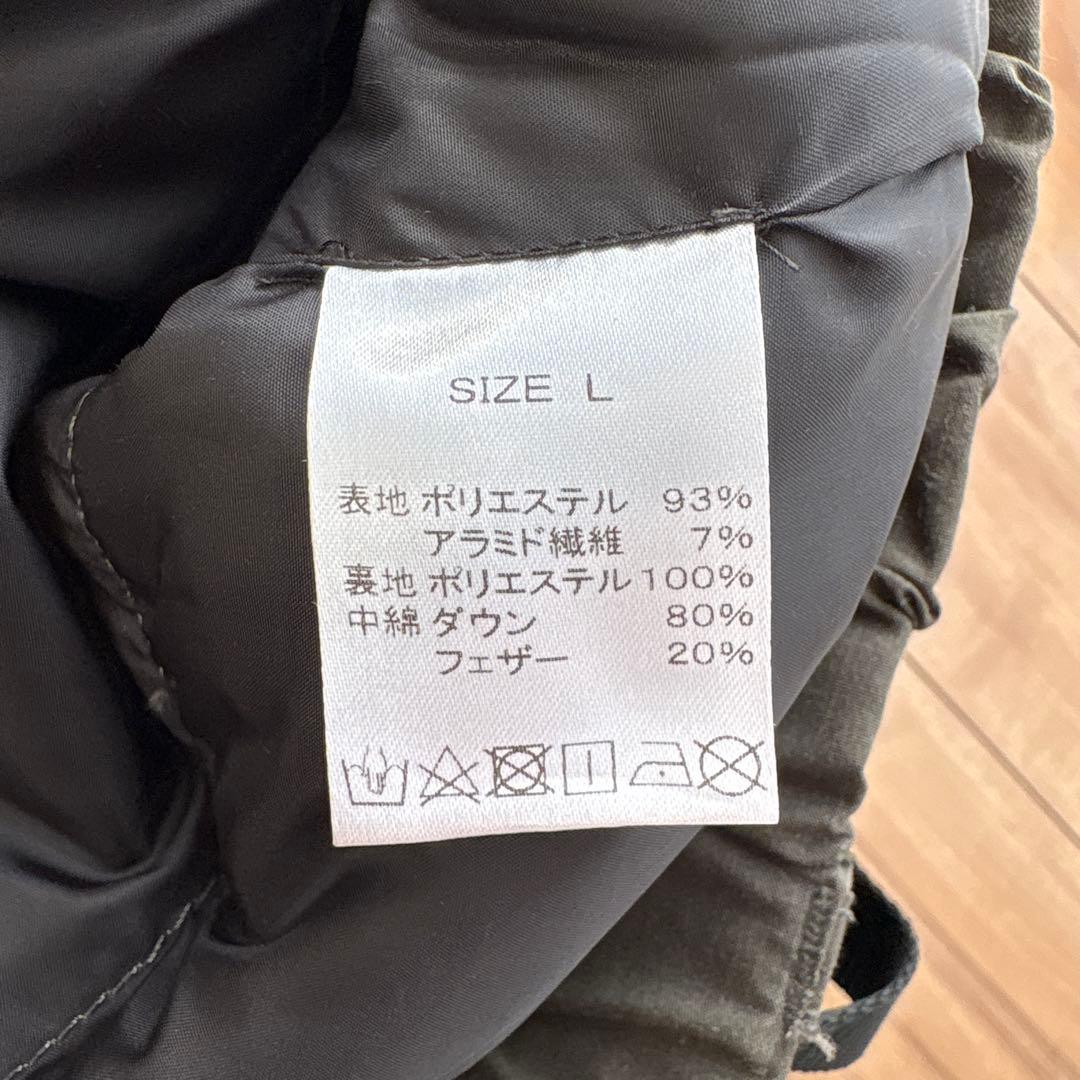 SIZE L
表地 ポリエステル 93%
アラミド繊維 7%
裏地 ポリエステル 100%
中綿 ダウン 80%
フェザー 20%